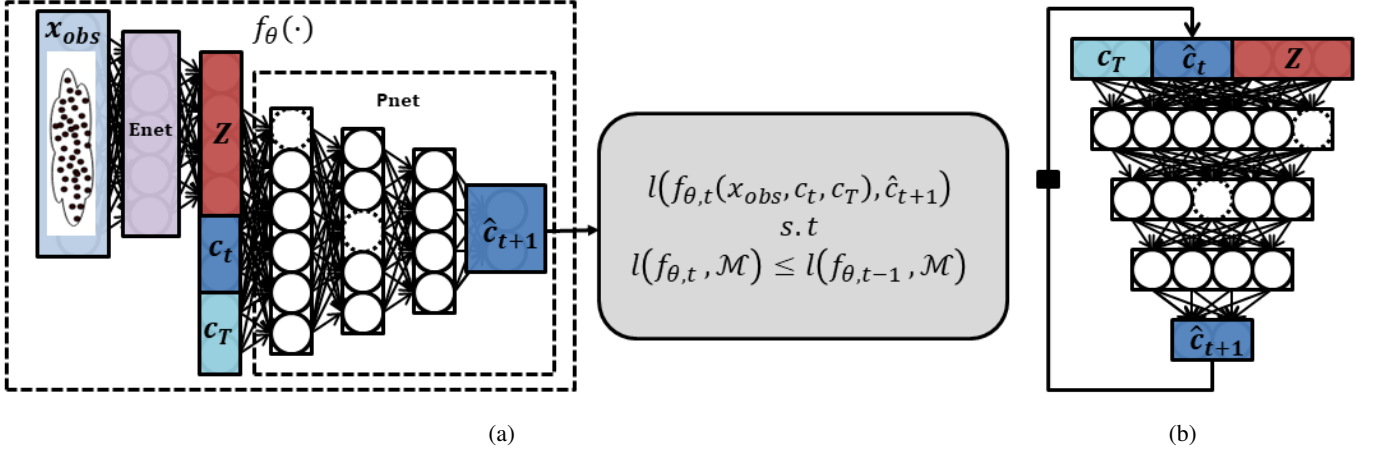 x_obs
Enet
Z
c_t
c_T
f_θ(·)
Pnet
ĉ_{t+1}
l(f_{θ,t}(x_obs, c_t, c_T), ĉ_{t+1})
s.t
l(f_{θ,t}, ℳ) ≤ l(f_{θ,t−1}, ℳ)
(a)
c_T ĉ_t Z
ĉ_{t+1}
(b)